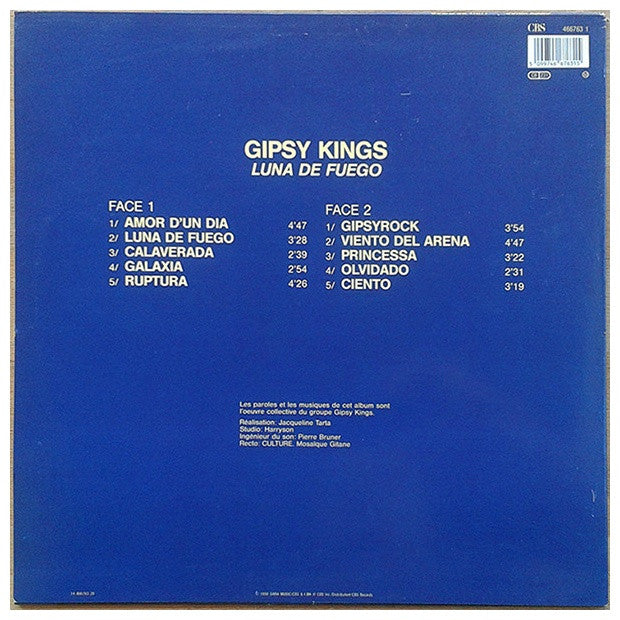 CBS 466763 1
5 099746 676315
GIPSY KINGS
LUNA DE FUEGO
FACE 1
1/ AMOR D'UN DIA 4'47
2/ LUNA DE FUEGO 3'28
3/ CALAVERADA 2'39
4/ GALAXIA 2'54
5/ RUPTURA 4'26
FACE 2
1/ GIPSYROCK 3'54
2/ VIENTO DEL ARENA 4'47
3/ PRINCESSA 3'22
4/ OLVIDADO 2'31
5/ CIENTO 3'19
Les paroles et les musiques de cet album sont
l'oeuvre collective du groupe Gipsy Kings.
Réalisation: Jacqueline Tarta
Studio: Harryson
Ingénieur du son: Pierre Bruner
Recto: CULTURE. Mosaïque Gitane